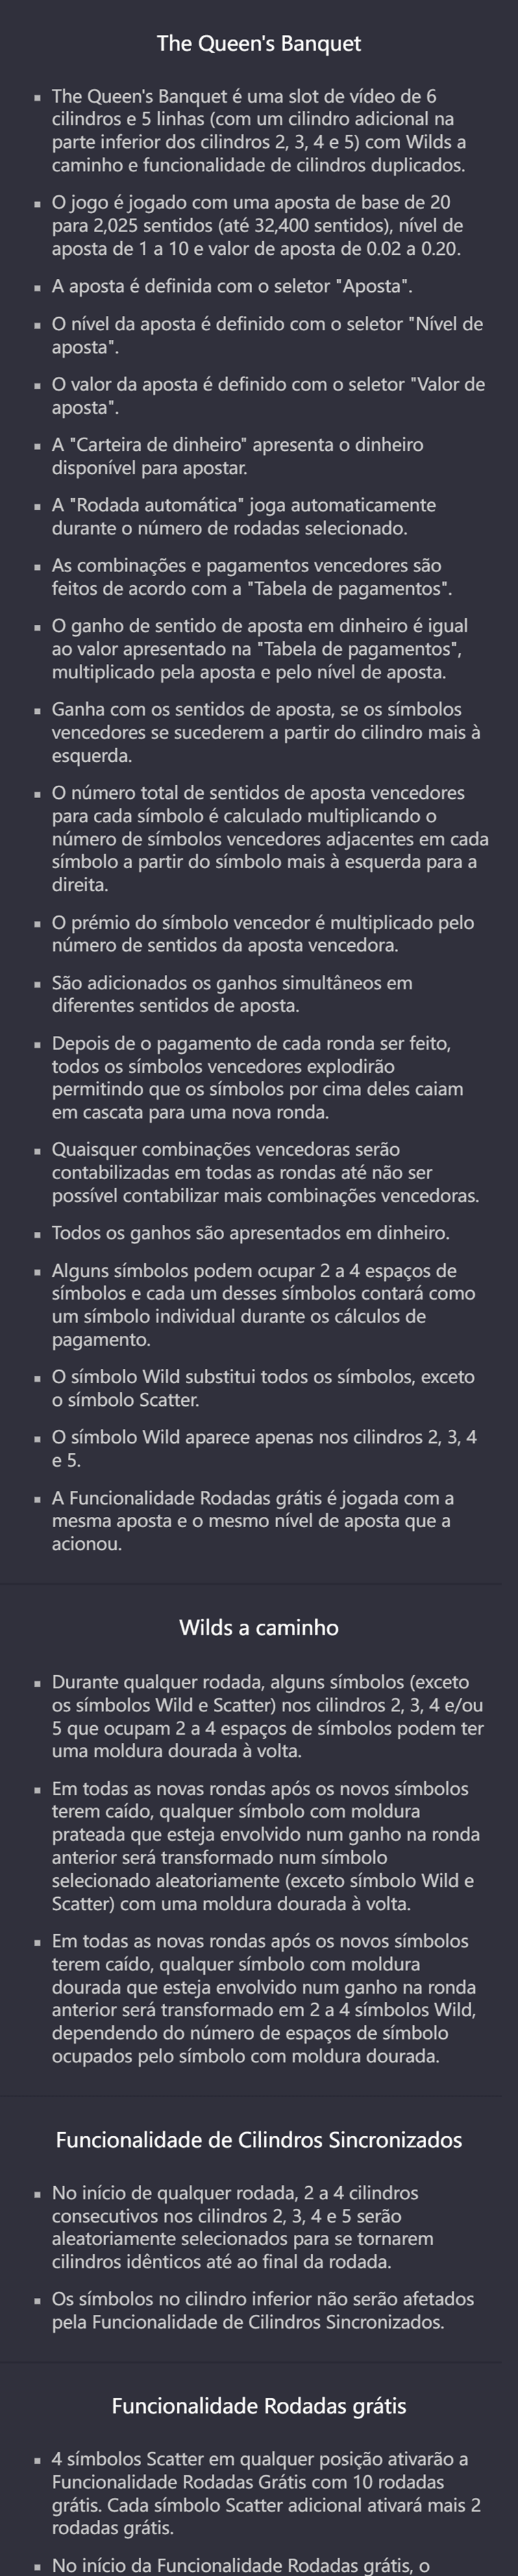 The Queen's Banquet
▪ The Queen's Banquet é uma slot de vídeo de 6
cilindros e 5 linhas (com um cilindro adicional na
parte inferior dos cilindros 2, 3, 4 e 5) com Wilds a
caminho e funcionalidade de cilindros duplicados.
▪ O jogo é jogado com uma aposta de base de 20
para 2,025 sentidos (até 32,400 sentidos), nível de
aposta de 1 a 10 e valor de aposta de 0.02 a 0.20.
▪ A aposta é definida com o seletor "Aposta".
▪ O nível da aposta é definido com o seletor "Nível de
aposta".
▪ O valor da aposta é definido com o seletor "Valor de
aposta".
▪ A "Carteira de dinheiro" apresenta o dinheiro
disponível para apostar.
▪ A "Rodada automática" joga automaticamente
durante o número de rodadas selecionado.
▪ As combinações e pagamentos vencedores são
feitos de acordo com a "Tabela de pagamentos".
▪ O ganho de sentido de aposta em dinheiro é igual
ao valor apresentado na "Tabela de pagamentos",
multiplicado pela aposta e pelo nível de aposta.
▪ Ganha com os sentidos de aposta, se os símbolos
vencedores se sucederem a partir do cilindro mais à
esquerda.
▪ O número total de sentidos de aposta vencedores
para cada símbolo é calculado multiplicando o
número de símbolos vencedores adjacentes em cada
símbolo a partir do símbolo mais à esquerda para a
direita.
▪ O prémio do símbolo vencedor é multiplicado pelo
número de sentidos da aposta vencedora.
▪ São adicionados os ganhos simultâneos em
diferentes sentidos de aposta.
▪ Depois de o pagamento de cada ronda ser feito,
todos os símbolos vencedores explodirão
permitindo que os símbolos por cima deles caiam
em cascata para uma nova ronda.
▪ Quaisquer combinações vencedoras serão
contabilizadas em todas as rondas até não ser
possível contabilizar mais combinações vencedoras.
▪ Todos os ganhos são apresentados em dinheiro.
▪ Alguns símbolos podem ocupar 2 a 4 espaços de
símbolos e cada um desses símbolos contará como
um símbolo individual durante os cálculos de
pagamento.
▪ O símbolo Wild substitui todos os símbolos, exceto
o símbolo Scatter.
▪ O símbolo Wild aparece apenas nos cilindros 2, 3, 4
e 5.
▪ A Funcionalidade Rodadas grátis é jogada com a
mesma aposta e o mesmo nível de aposta que a
acionou.
Wilds a caminho
▪ Durante qualquer rodada, alguns símbolos (exceto
os símbolos Wild e Scatter) nos cilindros 2, 3, 4 e/ou
5 que ocupam 2 a 4 espaços de símbolos podem ter
uma moldura dourada à volta.
▪ Em todas as novas rondas após os novos símbolos
terem caído, qualquer símbolo com moldura
prateada que esteja envolvido num ganho na ronda
anterior será transformado num símbolo
selecionado aleatoriamente (exceto símbolo Wild e
Scatter) com uma moldura dourada à volta.
▪ Em todas as novas rondas após os novos símbolos
terem caído, qualquer símbolo com moldura
dourada que esteja envolvido num ganho na ronda
anterior será transformado em 2 a 4 símbolos Wild,
dependendo do número de espaços de símbolo
ocupados pelo símbolo com moldura dourada.
Funcionalidade de Cilindros Sincronizados
▪ No início de qualquer rodada, 2 a 4 cilindros
consecutivos nos cilindros 2, 3, 4 e 5 serão
aleatoriamente selecionados para se tornarem
cilindros idênticos até ao final da rodada.
▪ Os símbolos no cilindro inferior não serão afetados
pela Funcionalidade de Cilindros Sincronizados.
Funcionalidade Rodadas grátis
▪ 4 símbolos Scatter em qualquer posição ativarão a
Funcionalidade Rodadas Grátis com 10 rodadas
grátis. Cada símbolo Scatter adicional ativará mais 2
rodadas grátis.
▪ No início da Funcionalidade Rodadas grátis, o